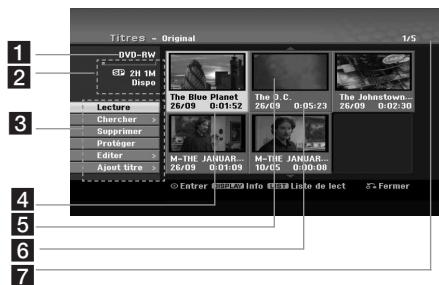 Titres - Original 1/5
1
DVD-RW
2
SP 2H 1M
Dispo
3
Lecture
Chercher >
Supprimer
Protéger
Editer >
Ajout titre >
The Blue Planet
26/09 0:01:52
The O.C.
26/09 0:05:23
The Johnstown...
26/09 0:02:30
M-THE JANUAR...
26/09 0:01:09
M-THE JANUAR...
10/05 0:00:08
Entrer DISPLAY Info LIST Liste de lect Fermer
4
5
6
7